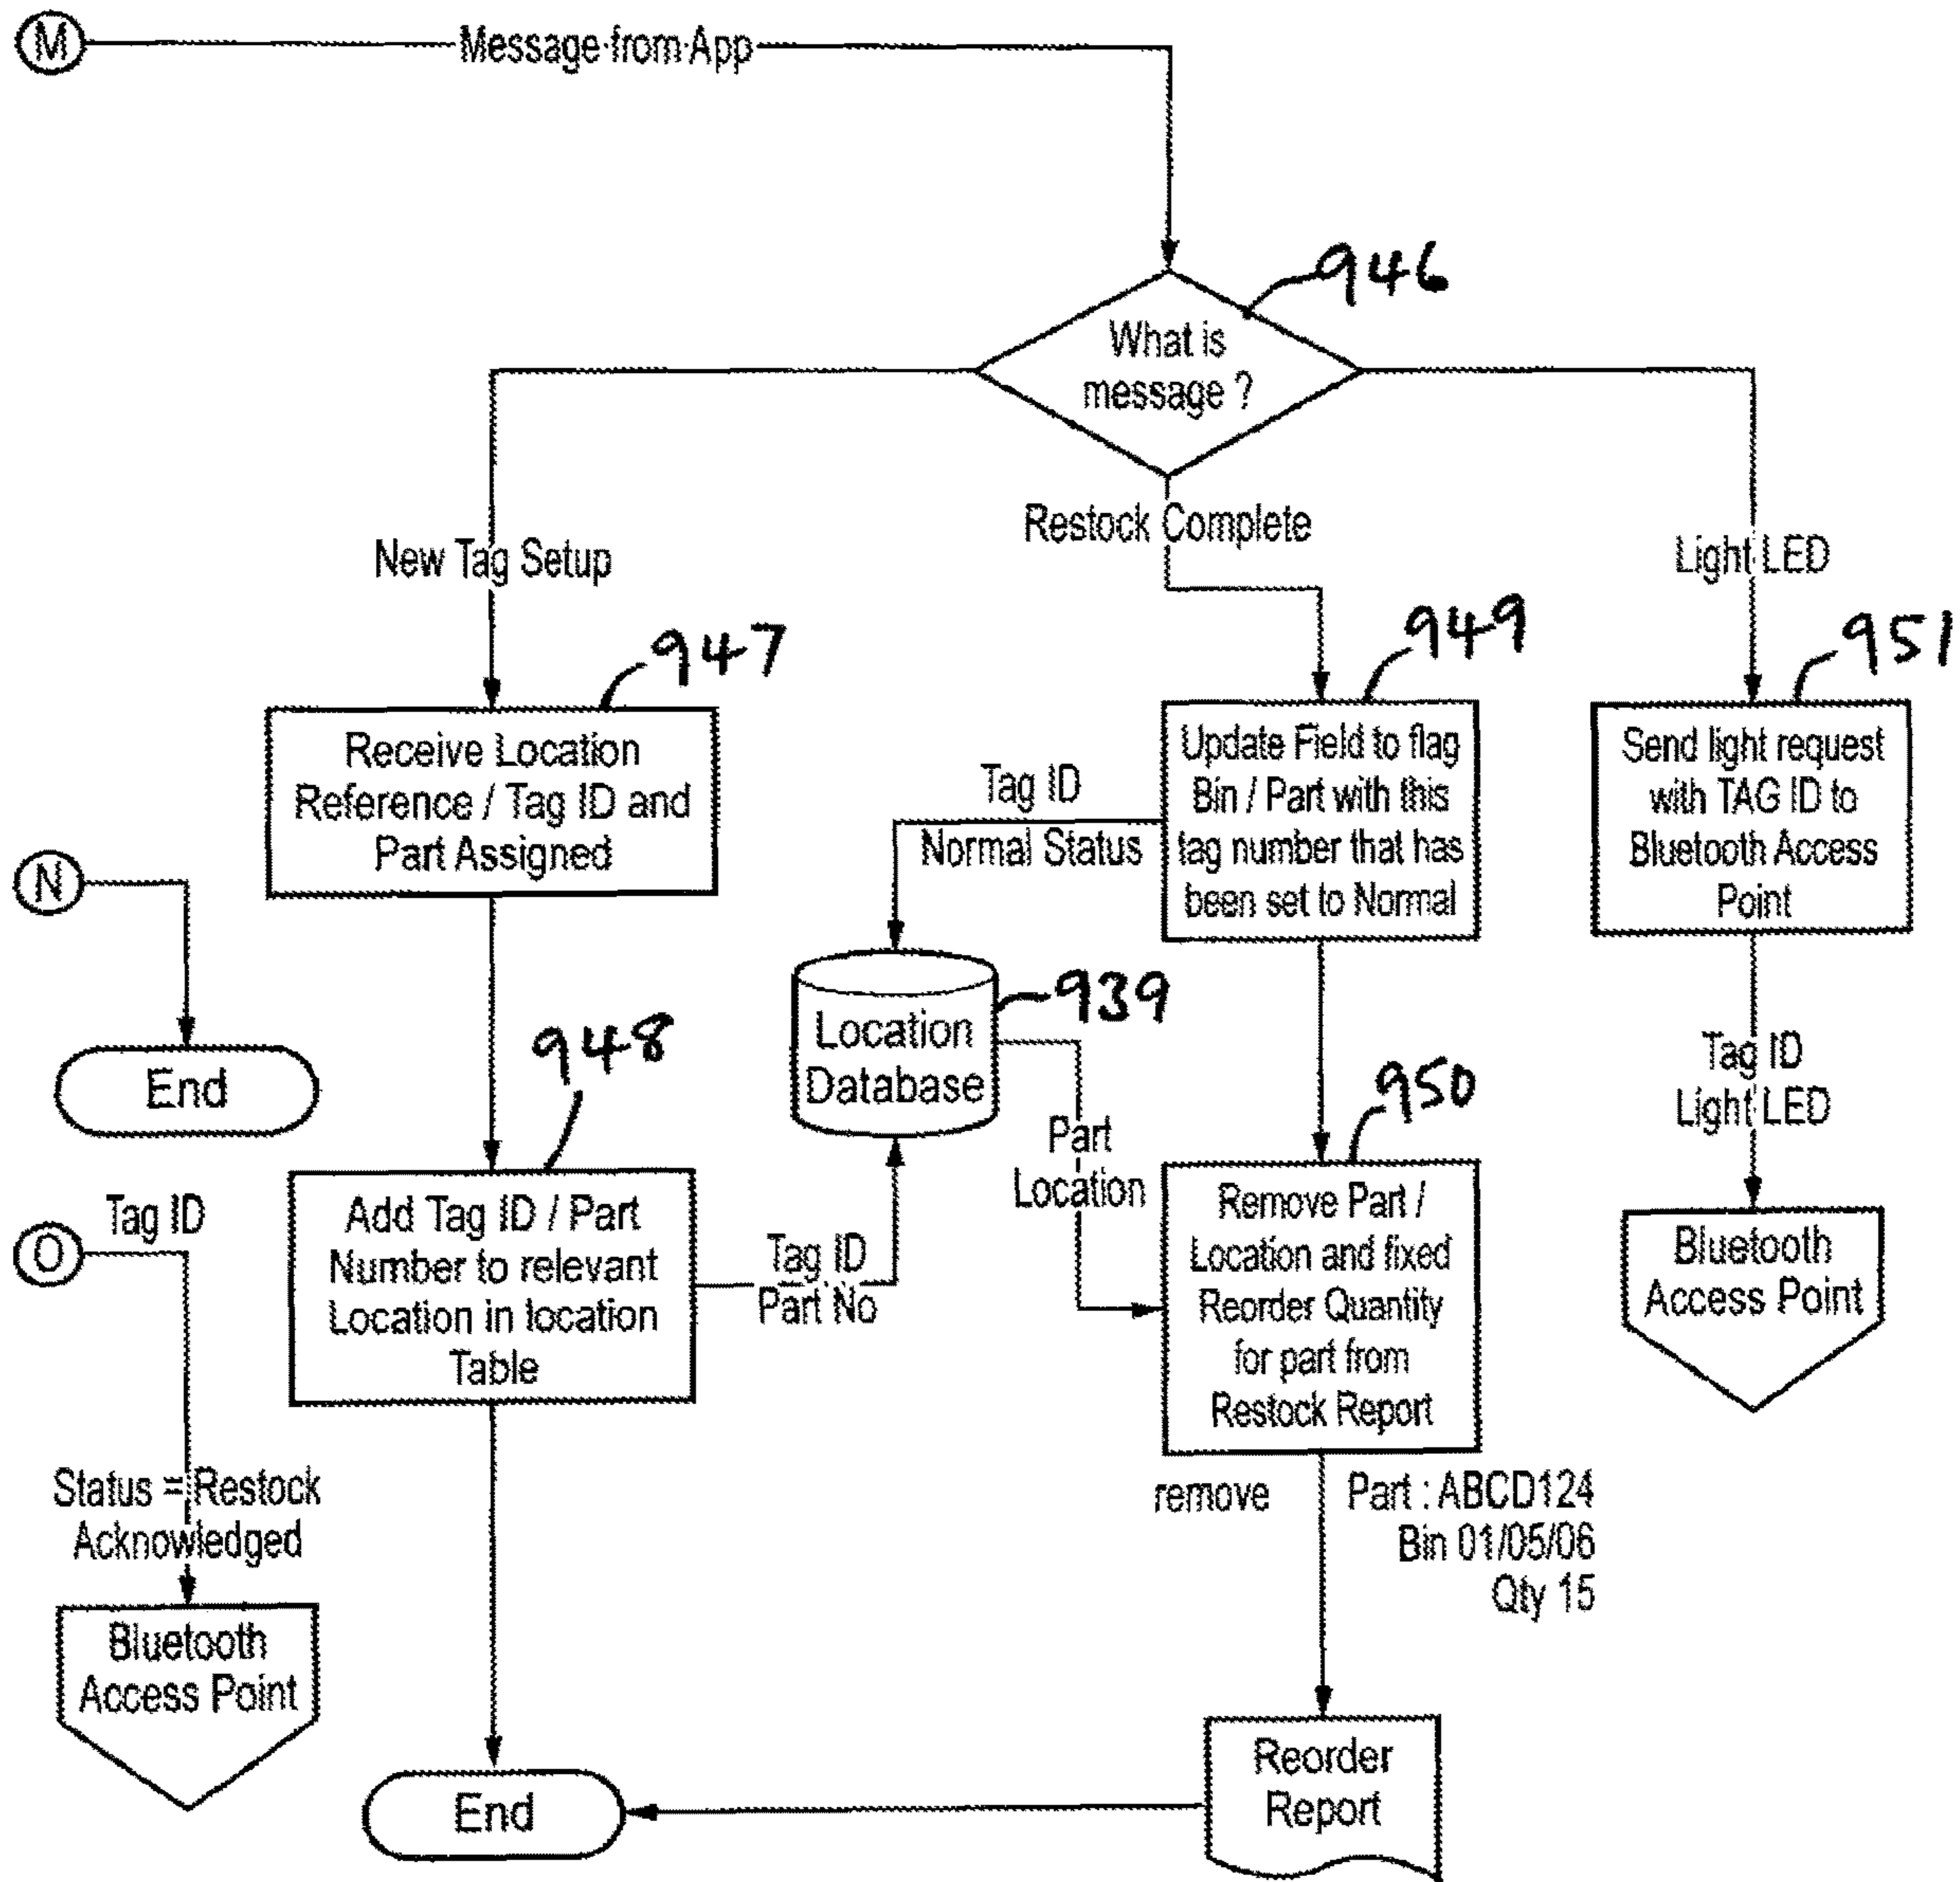 M
Message from App
946
What is
message ?
New Tag Setup
Restock Complete
Light LED
947
Receive Location
Reference / Tag ID and
Part Assigned
949
Update Field to flag
Bin / Part with this
tag number that has
been set to Normal
951
Send light request
with TAG ID to
Bluetooth Access
Point
Tag ID
Normal Status
N
End
939
Location
Database
948
Add Tag ID / Part
Number to relevant
Location in location
Table
Tag ID
Part No
Part
Location
950
Remove Part /
Location and fixed
Reorder Quantity
for part from
Restock Report
Tag ID
Light LED
Bluetooth
Access Point
O
Tag ID
Status = Restock
Acknowledged
Bluetooth
Access Point
remove
Part : ABCD124
Bin 01/05/06
Qty 15
Reorder
Report
End